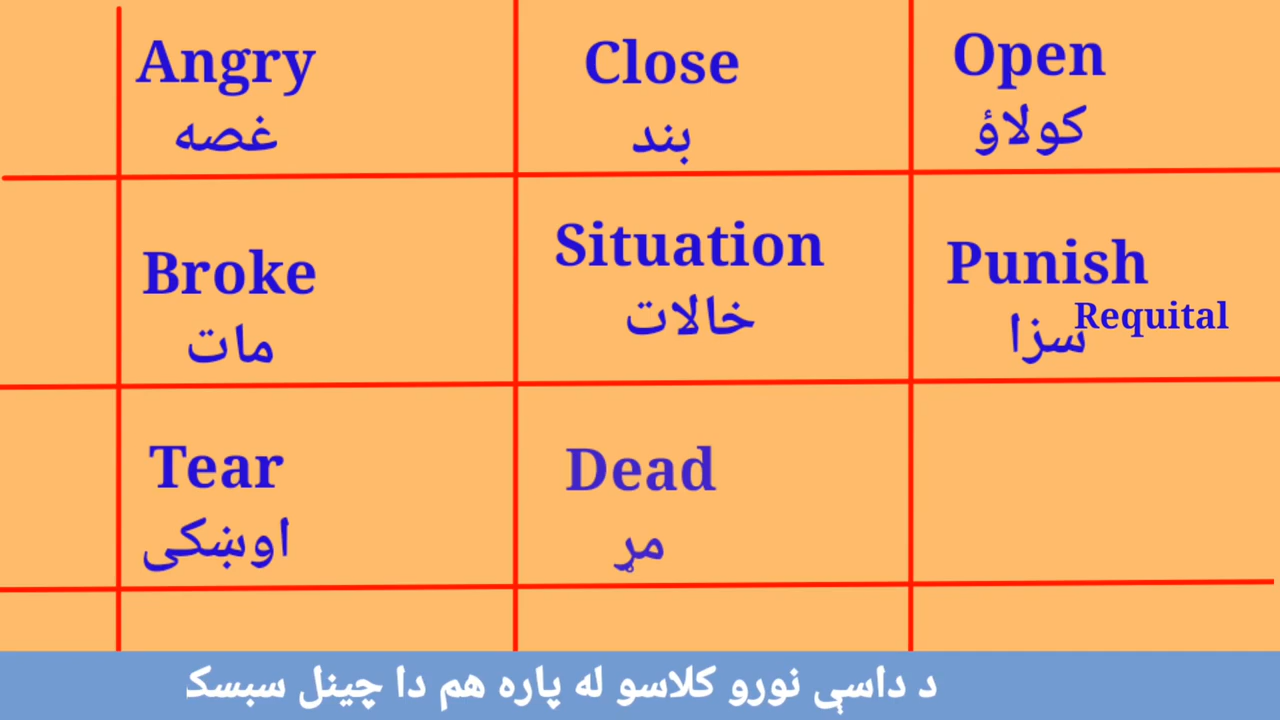 Angry
غصه
Close
بند
Open
کولاؤ
Broke
مات
Situation
خالات
Punish
Requital
سزا
Tear
اوښکی
Dead
مړ
د داسې نورو کلاسو له پاره هم دا چینل سبسک